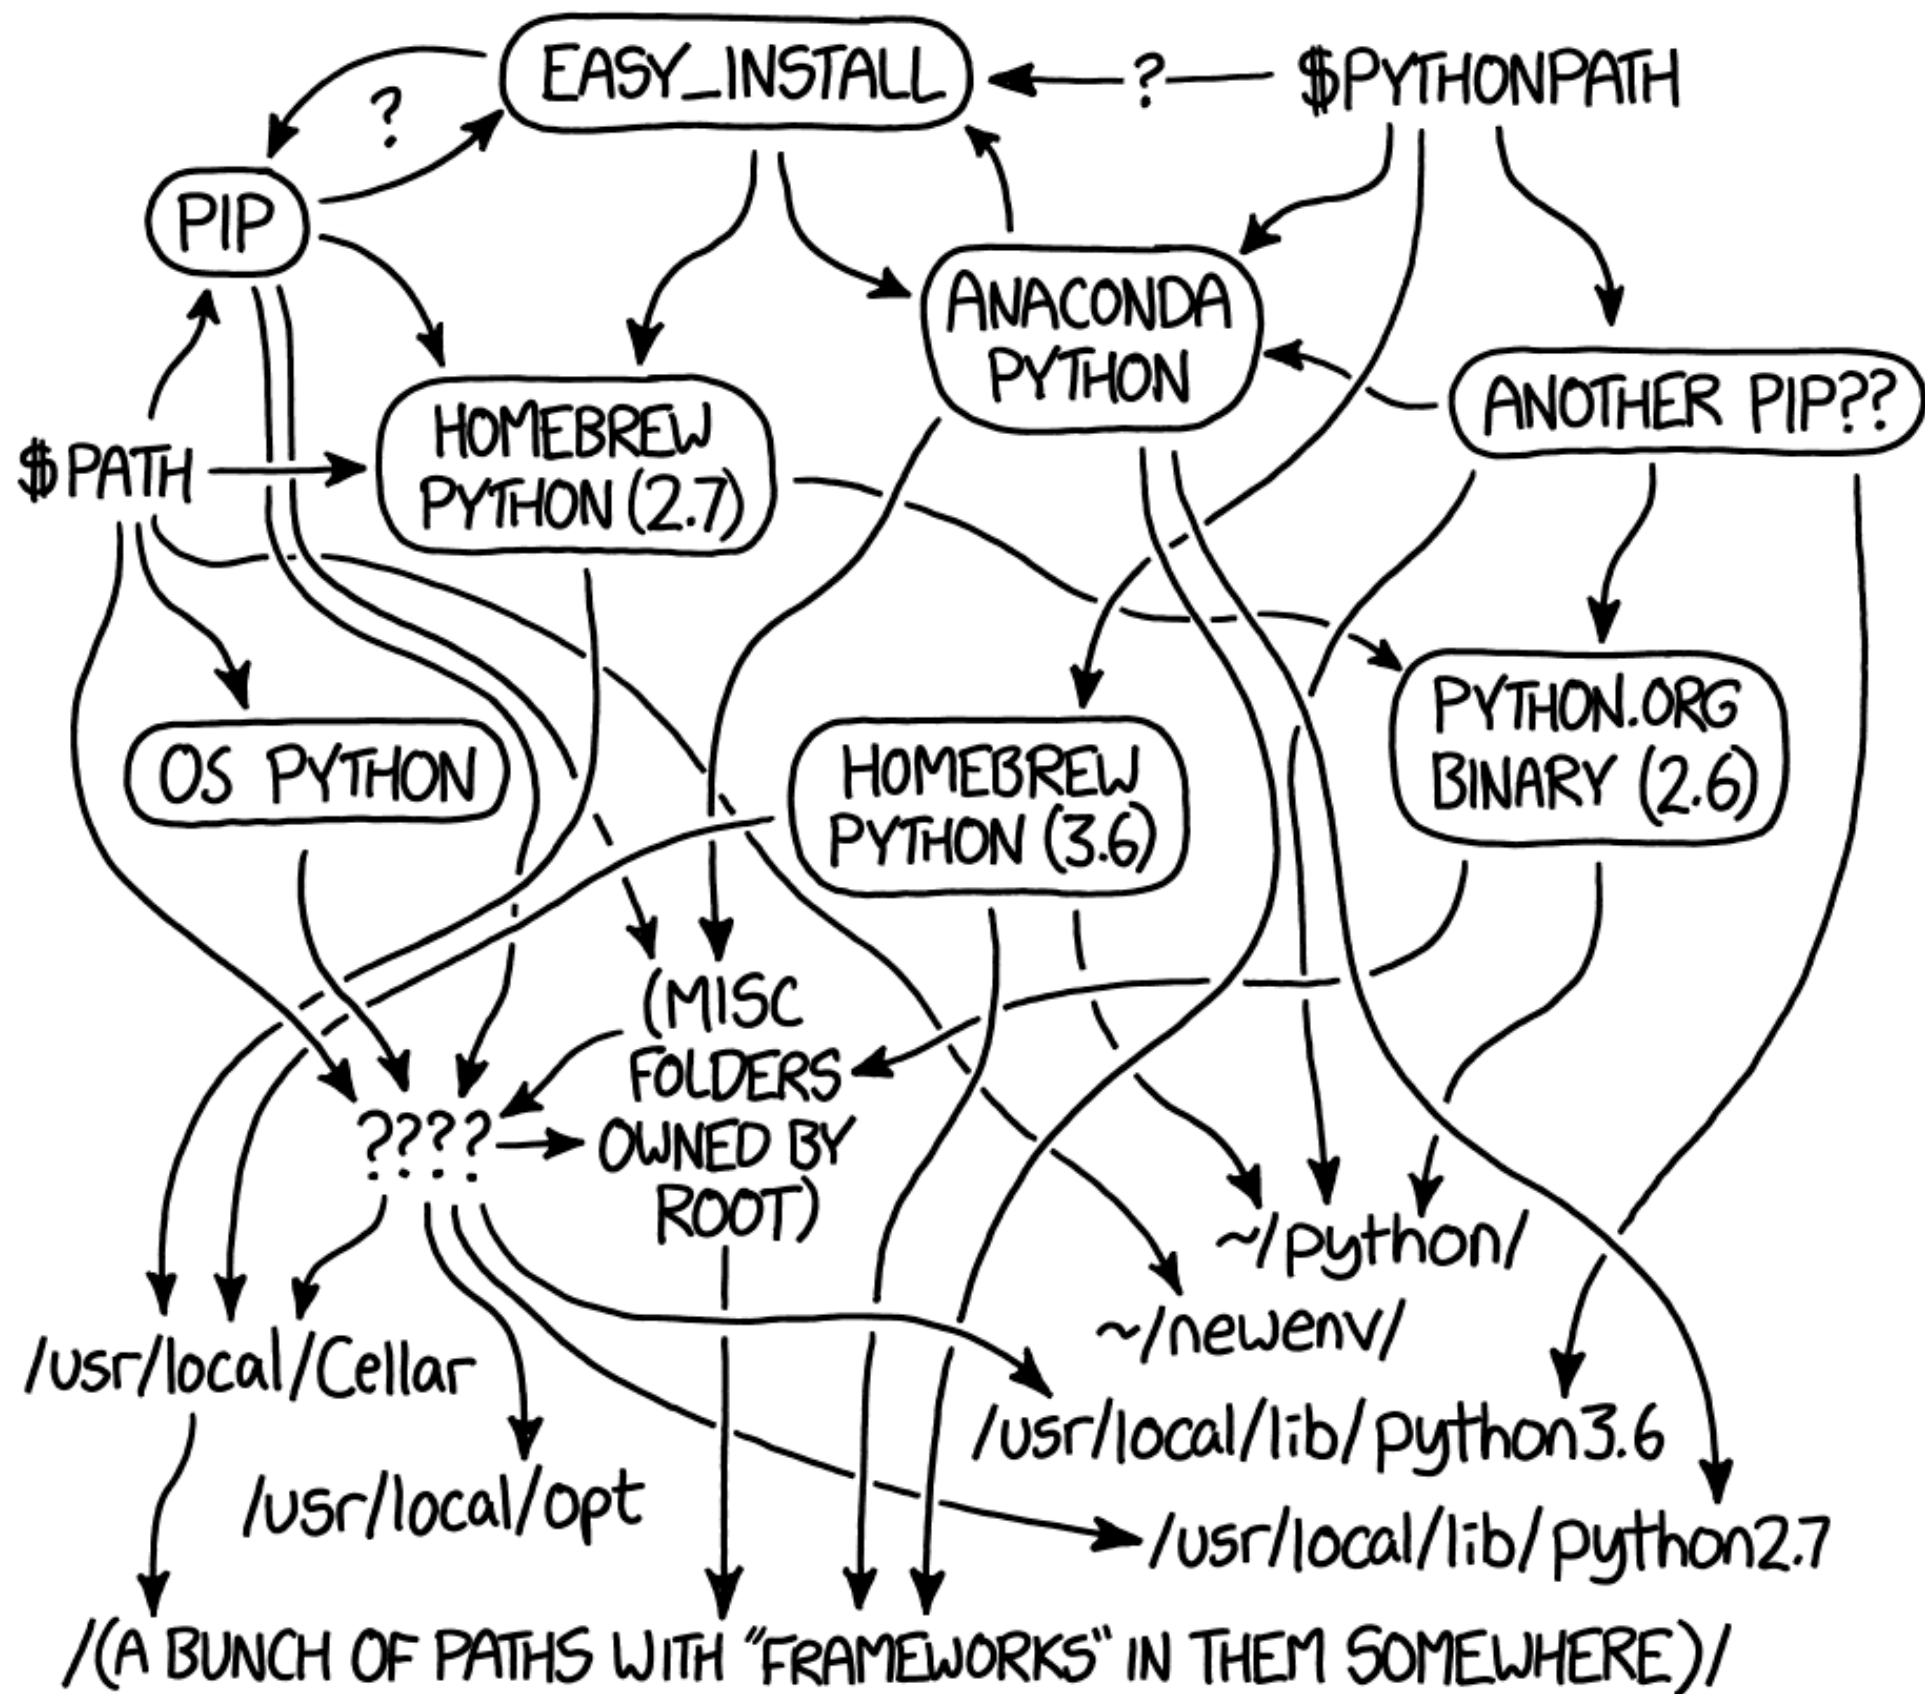 EASY_INSTALL
?
$PYTHONPATH
?
PIP
ANACONDA
PYTHON
ANOTHER PIP??
HOMEBREW
PYTHON (2.7)
$PATH
PYTHON.ORG
BINARY (2.6)
OS PYTHON
HOMEBREW
PYTHON (3.6)
(MISC
FOLDERS
OWNED BY
ROOT)
????
~/python/
~/newenv/
/usr/local/Cellar
/usr/local/lib/python3.6
/usr/local/opt
/usr/local/lib/python2.7
/(A BUNCH OF PATHS WITH "FRAMEWORKS" IN THEM SOMEWHERE)/